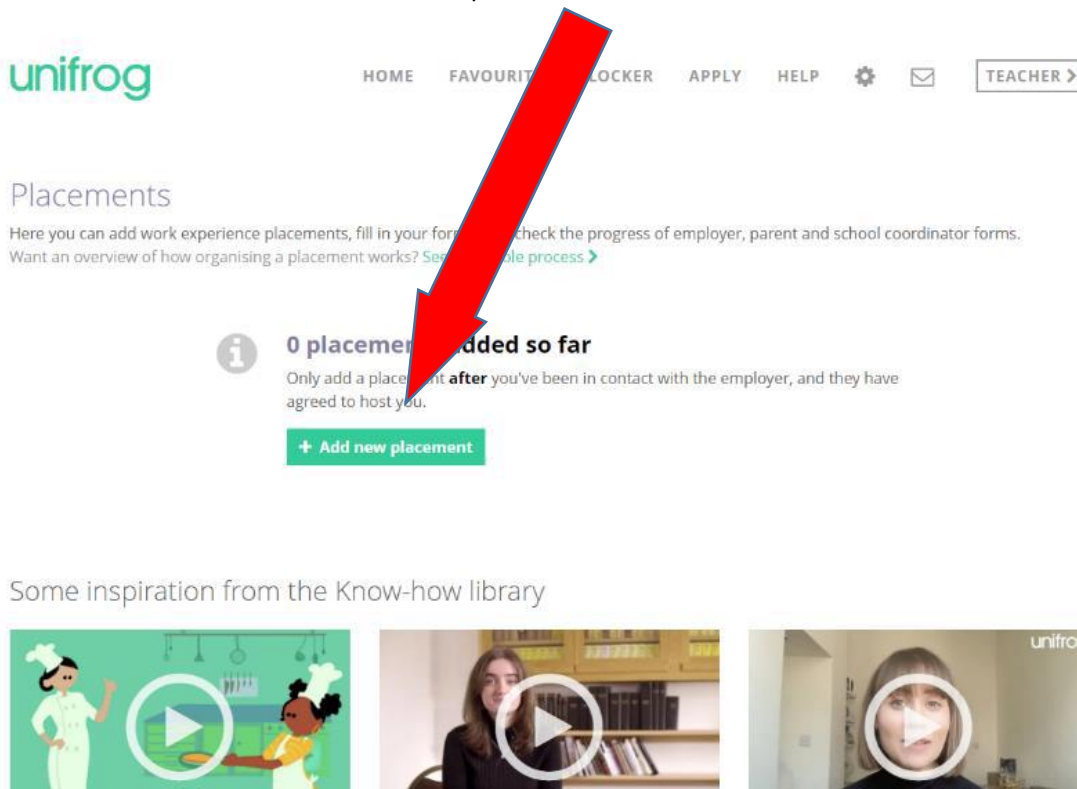 unifrog
HOME FAVOURIT LOCKER APPLY HELP TEACHER >
Placements
Here you can add work experience placements, fill in your for check the progress of employer, parent and school coordinator forms.
Want an overview of how organising a placement works? See ole process >
0 placemen dded so far
Only add a place nt after you've been in contact with the employer, and they have
agreed to host you.
+ Add new placement
Some inspiration from the Know-how library
unifro